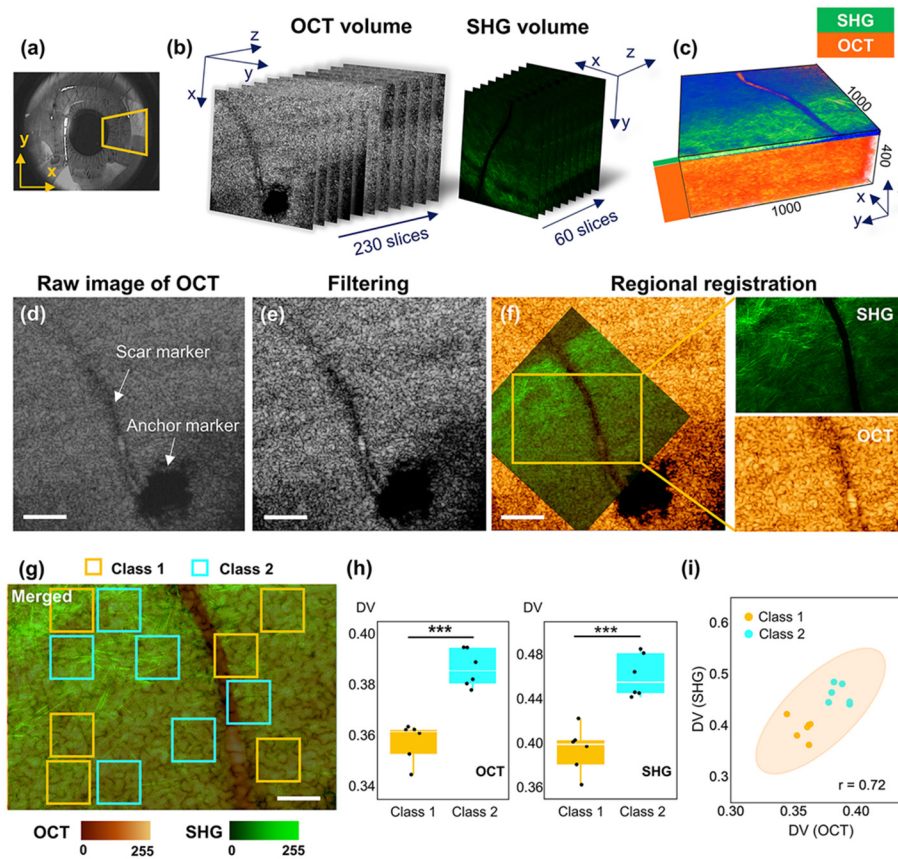 (a)
y
x
(b)
OCT volume
SHG volume
z
y
x
230 slices
x
z
y
60 slices
(c)
SHG
OCT
1000
400
1000
x
y
z
Raw image of OCT
Filtering
Regional registration
(d)
Scar marker
Anchor marker
(e)
(f)
SHG
OCT
(g)
Class 1
Class 2
Merged
OCT
0
255
SHG
0
255
(h)
DV
0.40
0.38
0.36
0.34
***
OCT
Class 1
Class 2
DV
0.48
0.44
0.40
0.36
***
SHG
Class 1
Class 2
(i)
Class 1
Class 2
DV (SHG)
0.6
0.5
0.4
0.3
r = 0.72
0.30
0.35
0.40
DV (OCT)